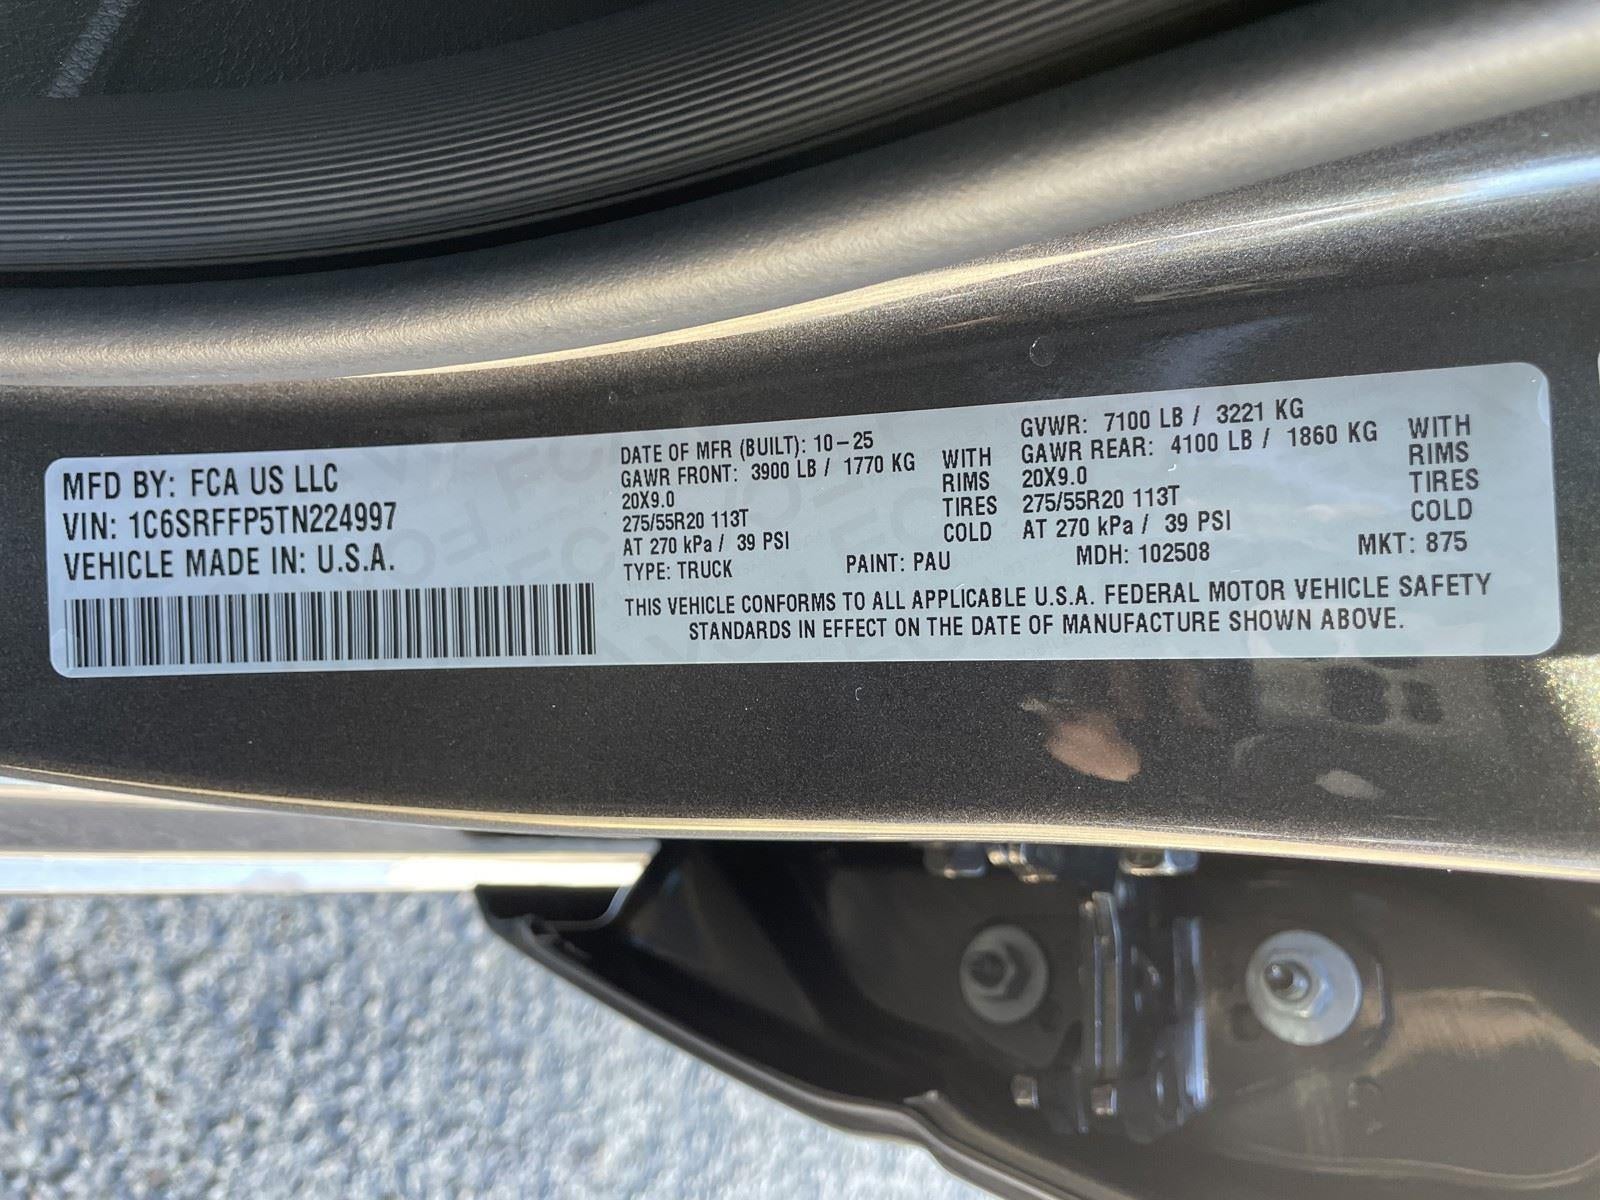 MFD BY: FCA US LLC
VIN: 1C6SRFFP5TN224997
VEHICLE MADE IN: U.S.A.
DATE OF MFR (BUILT): 10-25
GAWR FRONT: 3900 LB / 1770 KG WITH
20X9.0 RIMS
275/55R20 113T TIRES
AT 270 kPa / 39 PSI COLD
GVWR: 7100 LB / 3221 KG
GAWR REAR: 4100 LB / 1860 KG WITH
20X9.0 RIMS
275/55R20 113T TIRES
AT 270 kPa / 39 PSI COLD
TYPE: TRUCK PAINT: PAU MDH: 102508 MKT: 875
THIS VEHICLE CONFORMS TO ALL APPLICABLE U.S.A. FEDERAL MOTOR VEHICLE SAFETY
STANDARDS IN EFFECT ON THE DATE OF MANUFACTURE SHOWN ABOVE.